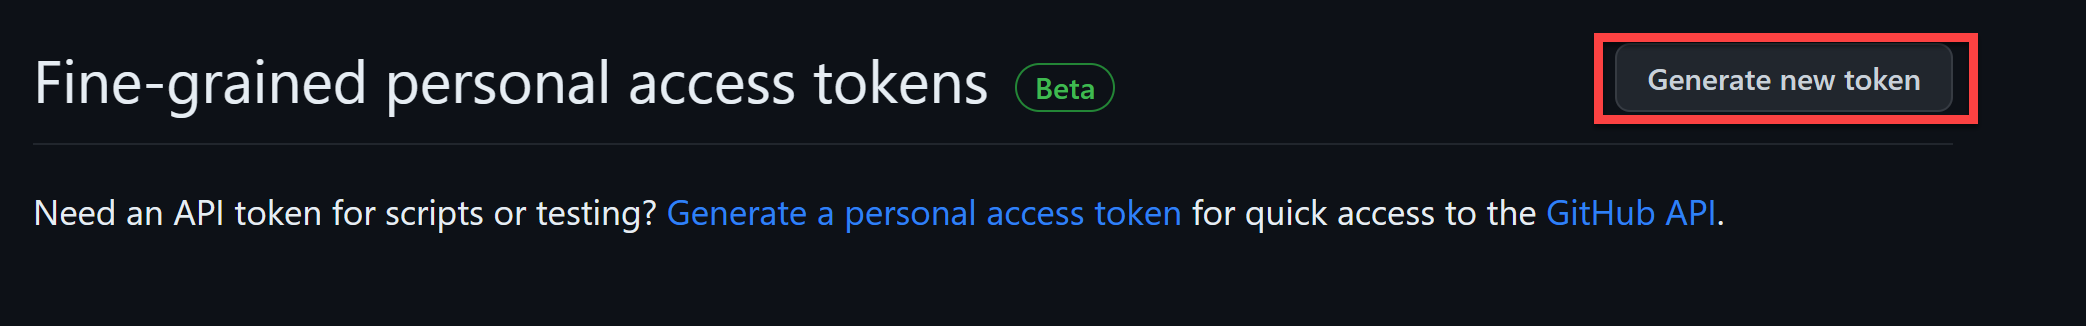 Fine-grained personal access tokens Beta Generate new token
Need an API token for scripts or testing? Generate a personal access token for quick access to the GitHub API.